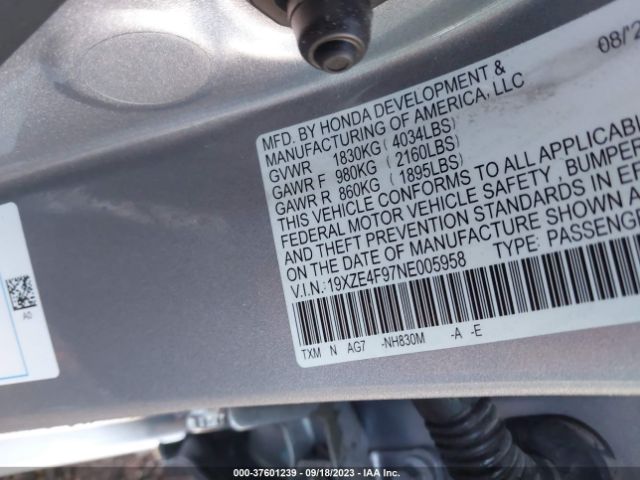 08/2
MFD. BY HONDA DEVELOPMENT &
MANUFACTURING OF AMERICA, LLC
GVWR 1830KG( 4034LBS)
GAWR F 980KG ( 2160LBS)
GAWR R 860KG ( 1895LBS)
THIS VEHICLE CONFORMS TO ALL APPLICABL
FEDERAL MOTOR VEHICLE SAFETY , BUMPER
AND THEFT PREVENTION STANDARDS IN EF
ON THE DATE OF MANUFACTURE SHOWN A
V.I.N.:19XZE4F97NE005958 TYPE: PASSENG
TXM N AG7 -NH830M -A -E
A0
000-37601239 - 09/18/2023 - IAA Inc.